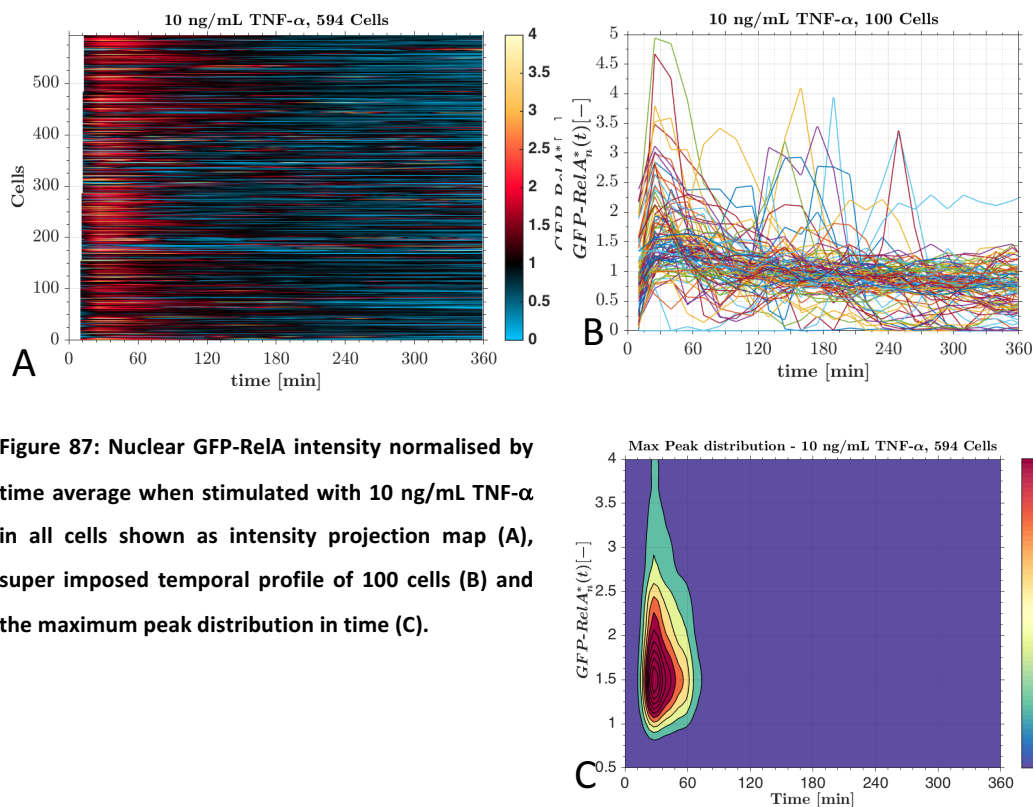 10 ng/mL TNF-α, 594 Cells
500
400
300
200
100
0
Cells
0 60 120 180 240 300 360
time [min]
4
3.5
3
2.5
2
1.5
1
0.5
0
A
10 ng/mL TNF-α, 100 Cells
5
4.5
4
3.5
3
2.5
2
1.5
1
0.5
0
GFP-RelA*n(t)[−]
0 60 120 180 240 300 360
time [min]
B
Figure 87: Nuclear GFP-RelA intensity normalised by
time average when stimulated with 10 ng/mL TNF-α
in all cells shown as intensity projection map (A),
super imposed temporal profile of 100 cells (B) and
the maximum peak distribution in time (C).
Max Peak distribution - 10 ng/mL TNF-α, 594 Cells
4
3.5
3
2.5
2
1.5
1
0.5
GFP-RelA*n(t)[−]
0 60 120 180 240 300 360
Time [min]
C